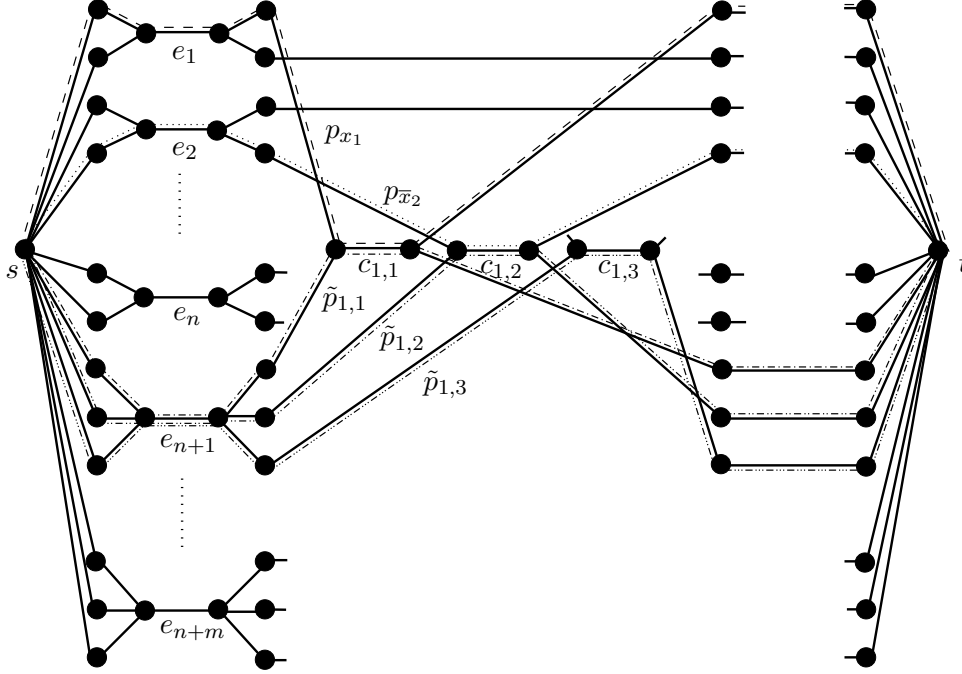 e_1
p_{x_1}
e_2
p_{\overline{x}_2}
s
c_{1,1}
c_{1,2}
c_{1,3}
t
\tilde{p}_{1,1}
e_n
\tilde{p}_{1,2}
\tilde{p}_{1,3}
e_{n+1}
e_{n+m}